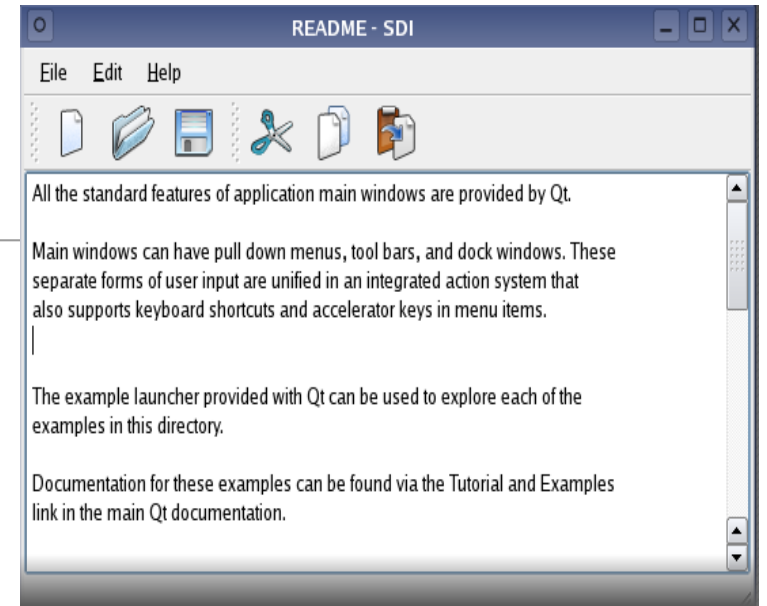 README - SDI
File Edit Help
All the standard features of application main windows are provided by Qt.
Main windows can have pull down menus, tool bars, and dock windows. These
separate forms of user input are unified in an integrated action system that
also supports keyboard shortcuts and accelerator keys in menu items.
The example launcher provided with Qt can be used to explore each of the
examples in this directory.
Documentation for these examples can be found via the Tutorial and Examples
link in the main Qt documentation.